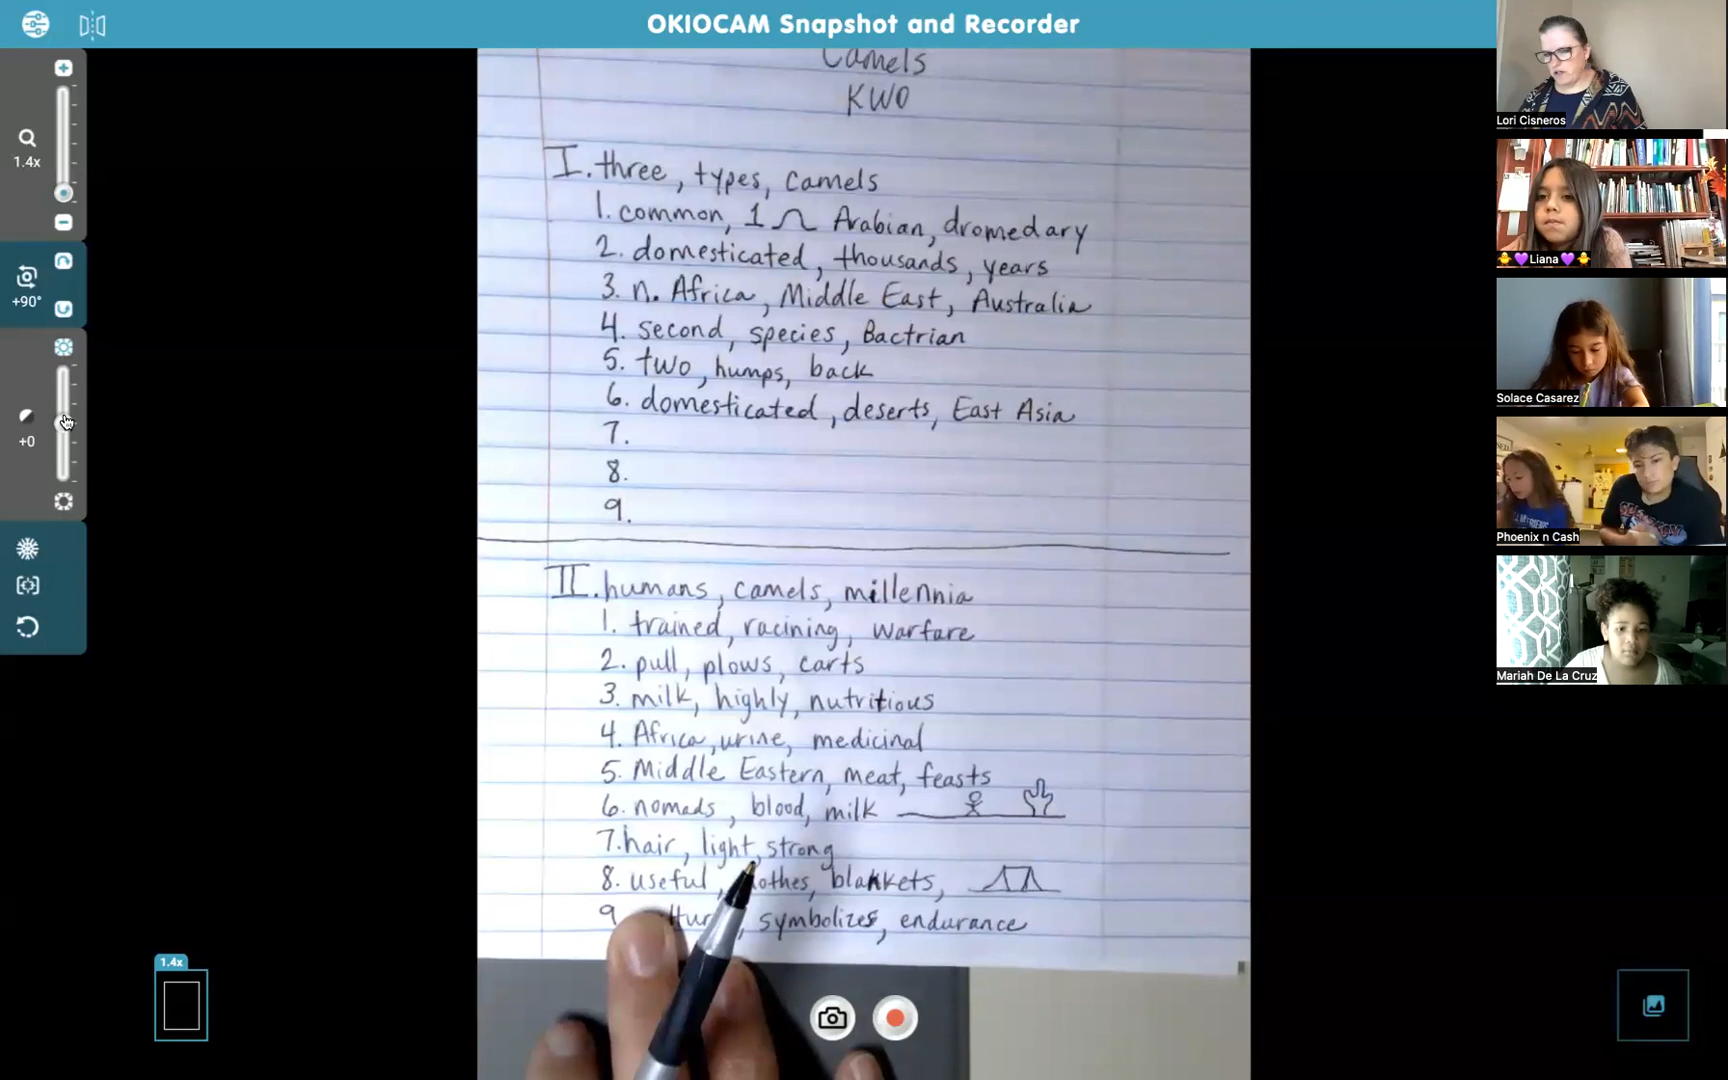 OKIOCAM Snapshot and Recorder
1.4x
+90°
+0
1.4x
Camels
KWO
I. three, types, camels
1. common, 1 Arabian, dromedary
2. domesticated, thousands, years
3. n. Africa, Middle East, Australia
4. second, species, Bactrian
5. two, humps, back
6. domesticated, deserts, East Asia
7.
8.
9.
II. humans, camels, millennia
1. trained, racining, warfare
2. pull, plows, carts
3. milk, highly, nutritious
4. Africa, urine, medicinal
5. Middle Eastern, meat, feasts
6. nomads, blood, milk
7. hair, light, strong
8. useful, blankets,
9. symbolizes, endurance
Lori Cisneros
🐥💜Liana💜🐥
Solace Casarez
Phoenix n Cash
Mariah De La Cruz